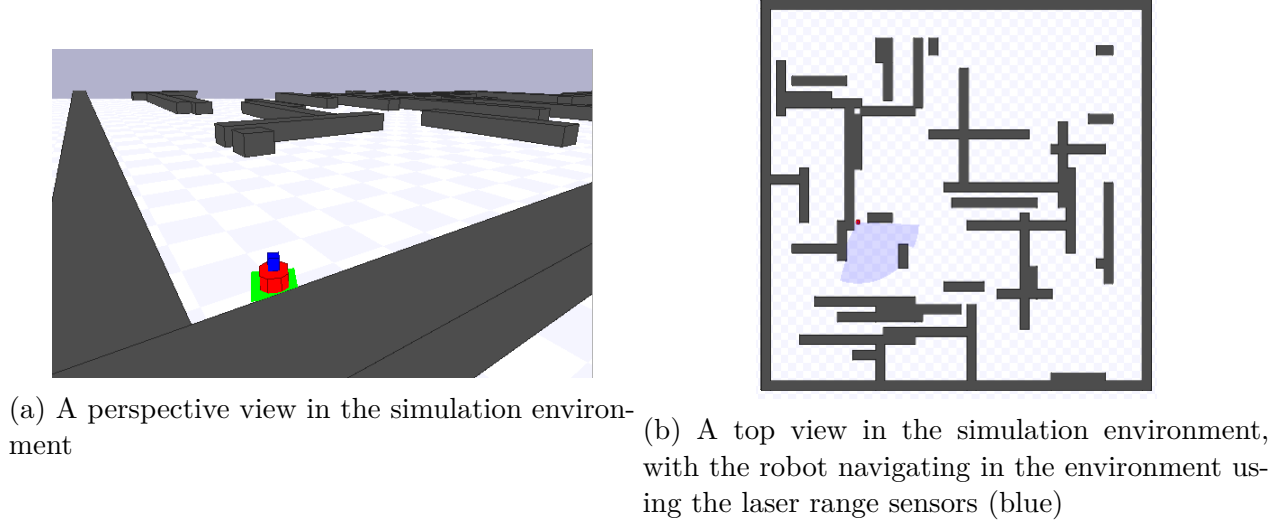 (a) A perspective view in the simulation environ-
ment
(b) A top view in the simulation environment,
with the robot navigating in the environment us-
ing the laser range sensors (blue)